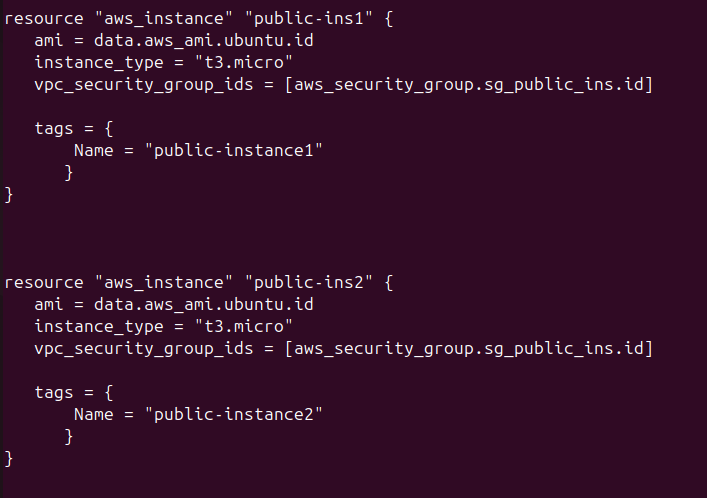 resource "aws_instance" "public-ins1" {
   ami = data.aws_ami.ubuntu.id
   instance_type = "t3.micro"
   vpc_security_group_ids = [aws_security_group.sg_public_ins.id]

   tags = {
       Name = "public-instance1"
      }
}

resource "aws_instance" "public-ins2" {
   ami = data.aws_ami.ubuntu.id
   instance_type = "t3.micro"
   vpc_security_group_ids = [aws_security_group.sg_public_ins.id]

   tags = {
       Name = "public-instance2"
      }
}